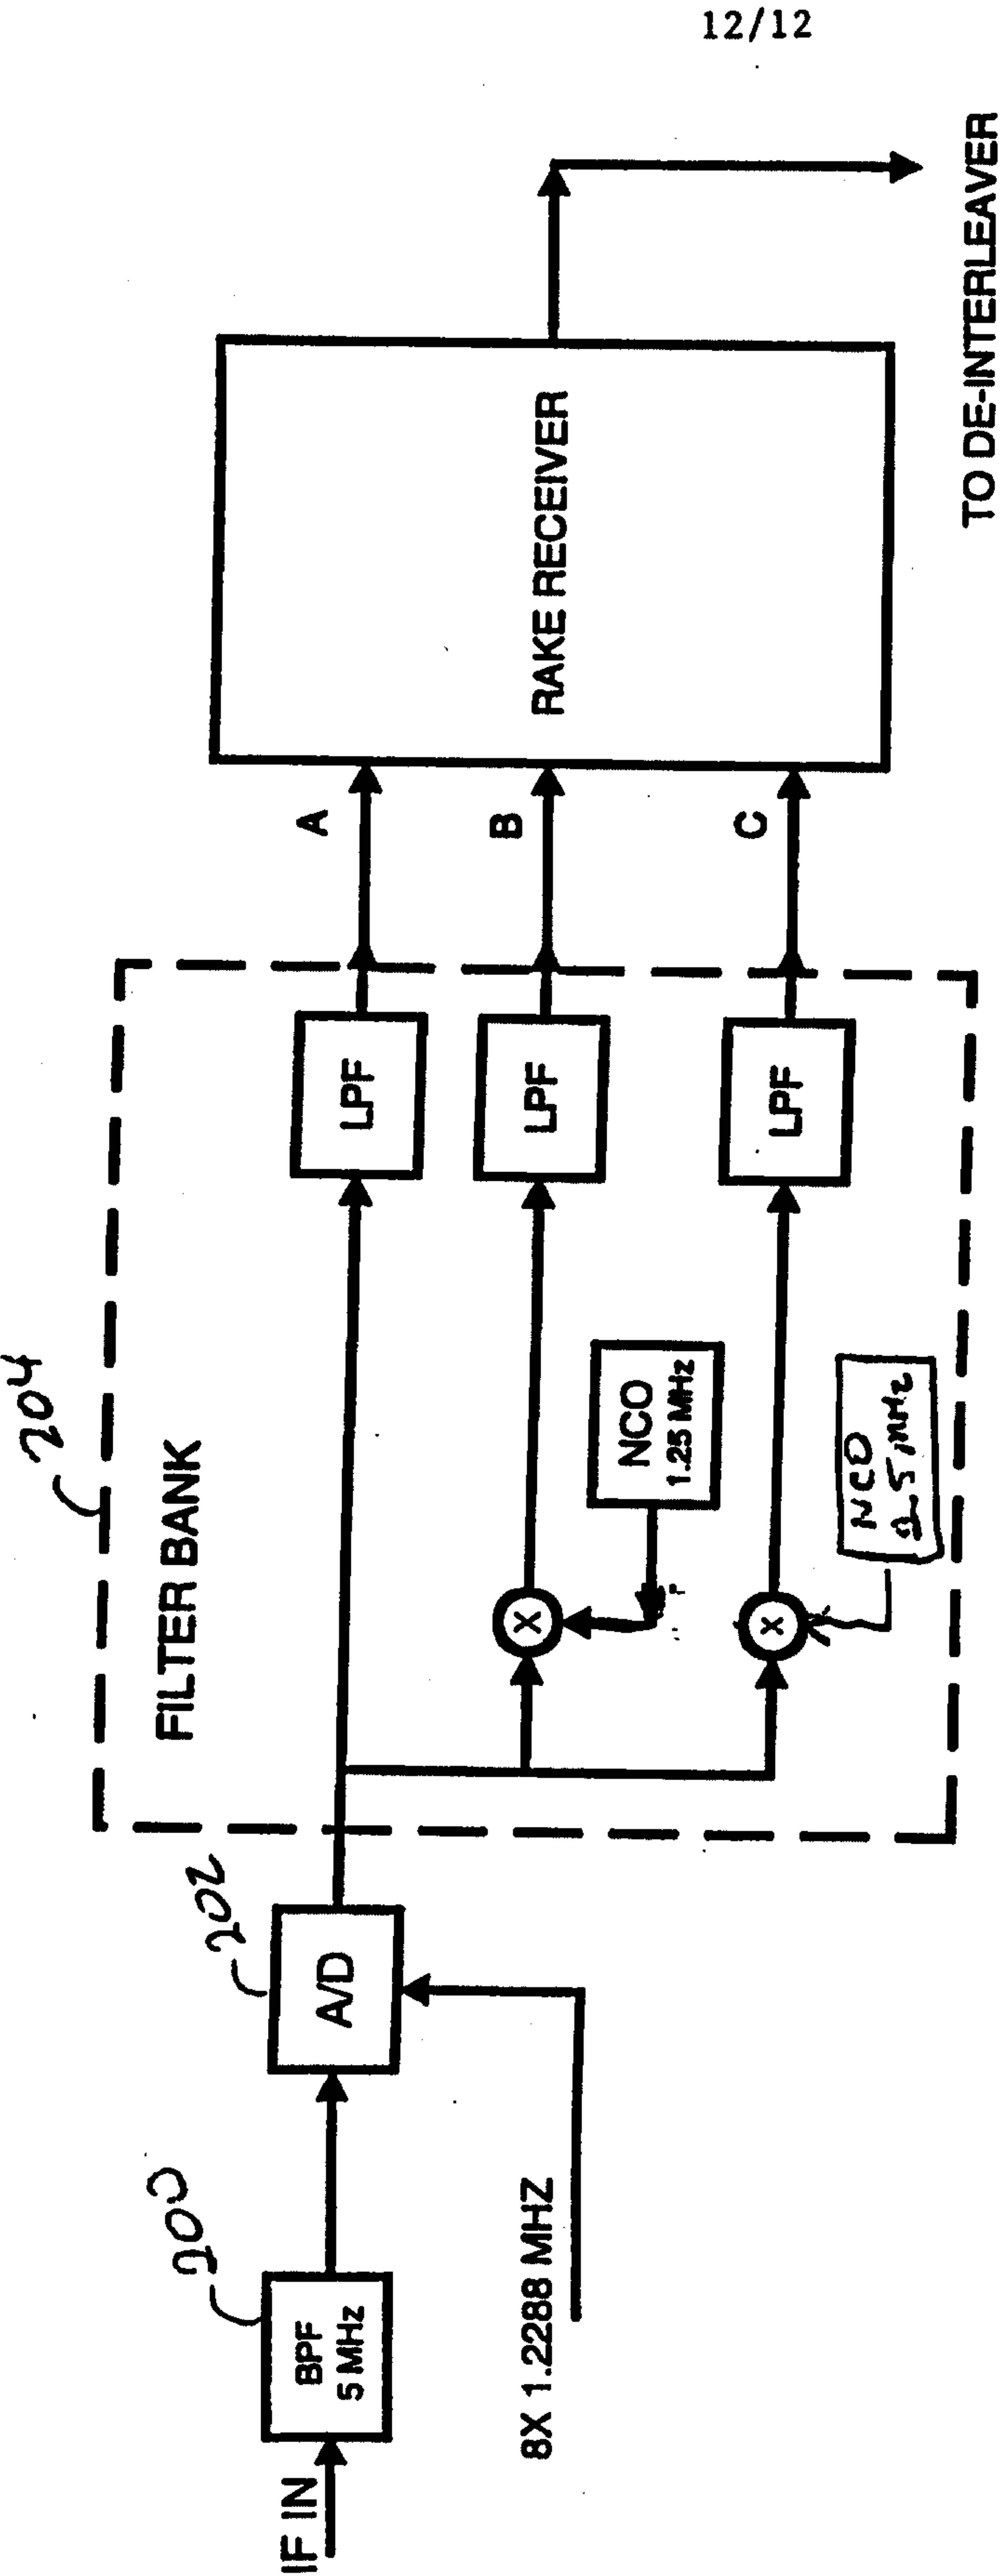 12/12
IF IN
BPF
5 MHz
200
A/D
202
8X 1.2288 MHZ
204
FILTER BANK
LPF
X
NCO
1.25 MHz
LPF
X
NCO
2.5 MHz
LPF
A
B
C
RAKE RECEIVER
TO DE-INTERLEAVER